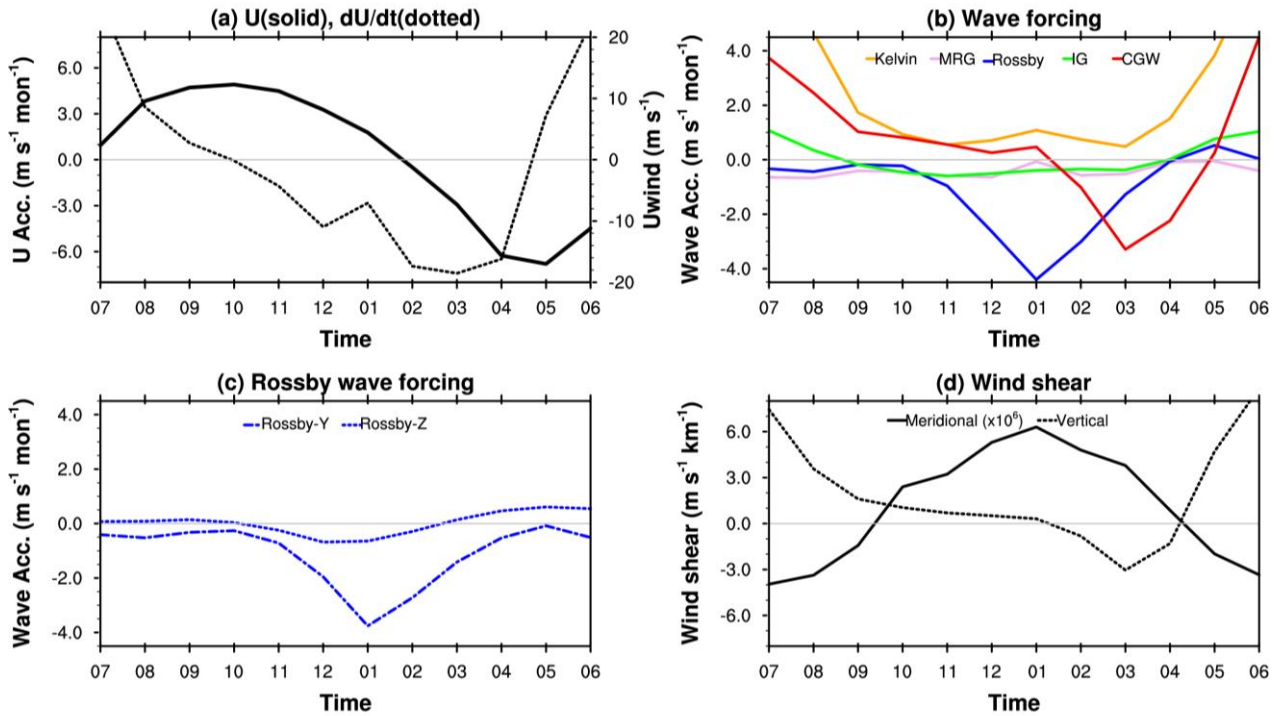 (a) U(solid), dU/dt(dotted)
U Acc. (m s⁻¹ mon⁻¹)
6.0
3.0
0.0
-3.0
-6.0
20
10
0
-10
-20
Uwind (m s⁻¹)
07 08 09 10 11 12 01 02 03 04 05 06
Time
(b) Wave forcing
Wave Acc. (m s⁻¹ mon⁻¹)
Kelvin MRG Rossby IG CGW
4.0
2.0
0.0
-2.0
-4.0
07 08 09 10 11 12 01 02 03 04 05 06
Time
(c) Rossby wave forcing
Wave Acc. (m s⁻¹ mon⁻¹)
Rossby-Y Rossby-Z
4.0
2.0
0.0
-2.0
-4.0
07 08 09 10 11 12 01 02 03 04 05 06
Time
(d) Wind shear
Wind shear (m s⁻¹ km⁻¹)
Meridional (x10⁶) Vertical
6.0
3.0
0.0
-3.0
-6.0
07 08 09 10 11 12 01 02 03 04 05 06
Time